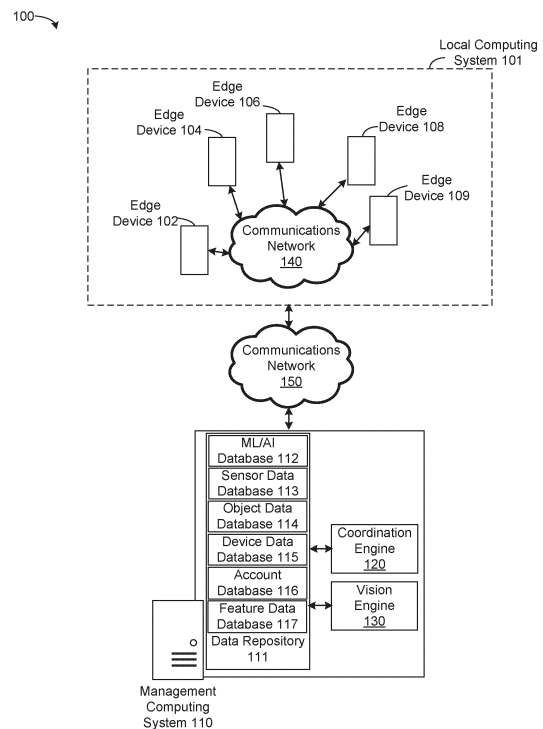 100
Local Computing
System 101
Edge
Device 106
Edge
Device 104
Edge
Device 108
Edge
Device 109
Edge
Device 102
Communications
Network
140
Communications
Network
150
ML/AI
Database 112
Sensor Data
Database 113
Object Data
Database 114
Device Data
Database 115
Account
Database 116
Feature Data
Database 117
Data Repository
111
Coordination
Engine
120
Vision
Engine
130
Management
Computing
System 110